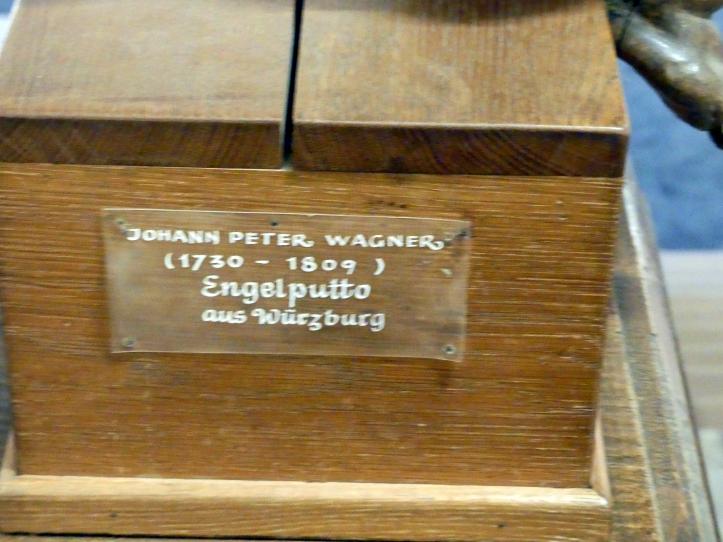 JOHANN PETER WAGNER
(1730 - 1809)
Engelputto
aus Würzburg